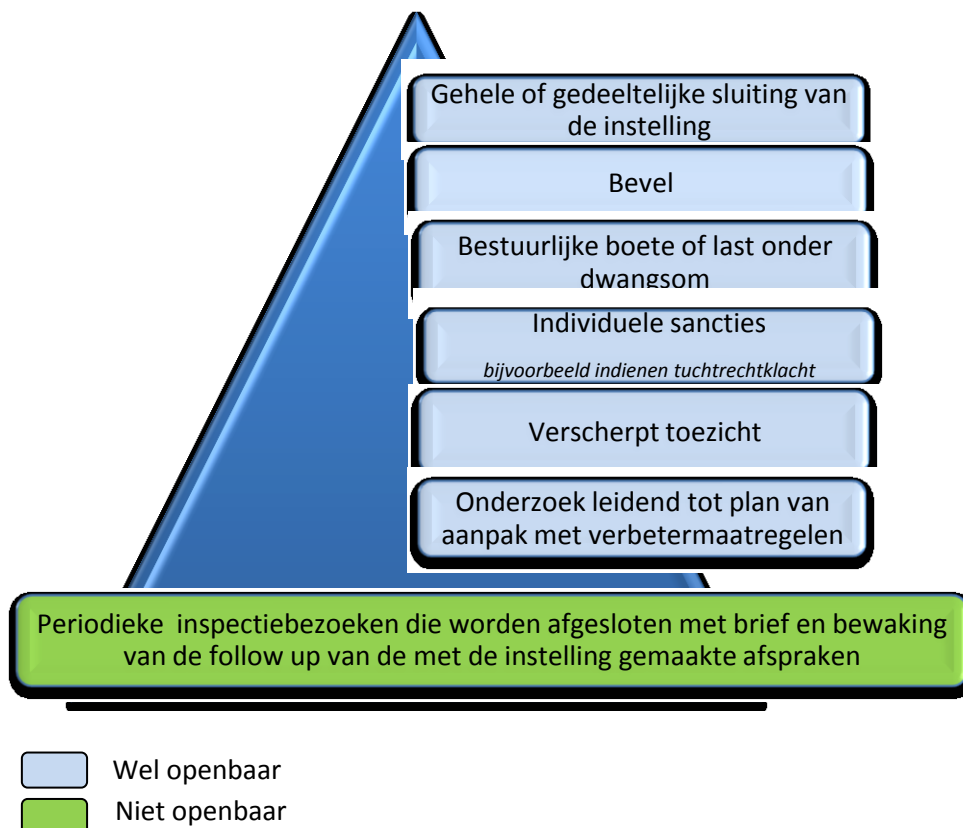 Gehele of gedeeltelijke sluiting van
de instelling
Bevel
Bestuurlijke boete of last onder
dwangsom
Individuele sancties
bijvoorbeeld indienen tuchtrechtklacht
Verscherpt toezicht
Onderzoek leidend tot plan van
aanpak met verbetermaatregelen
Periodieke inspectiebezoeken die worden afgesloten met brief en bewaking
van de follow up van de met de instelling gemaakte afspraken
Wel openbaar
Niet openbaar